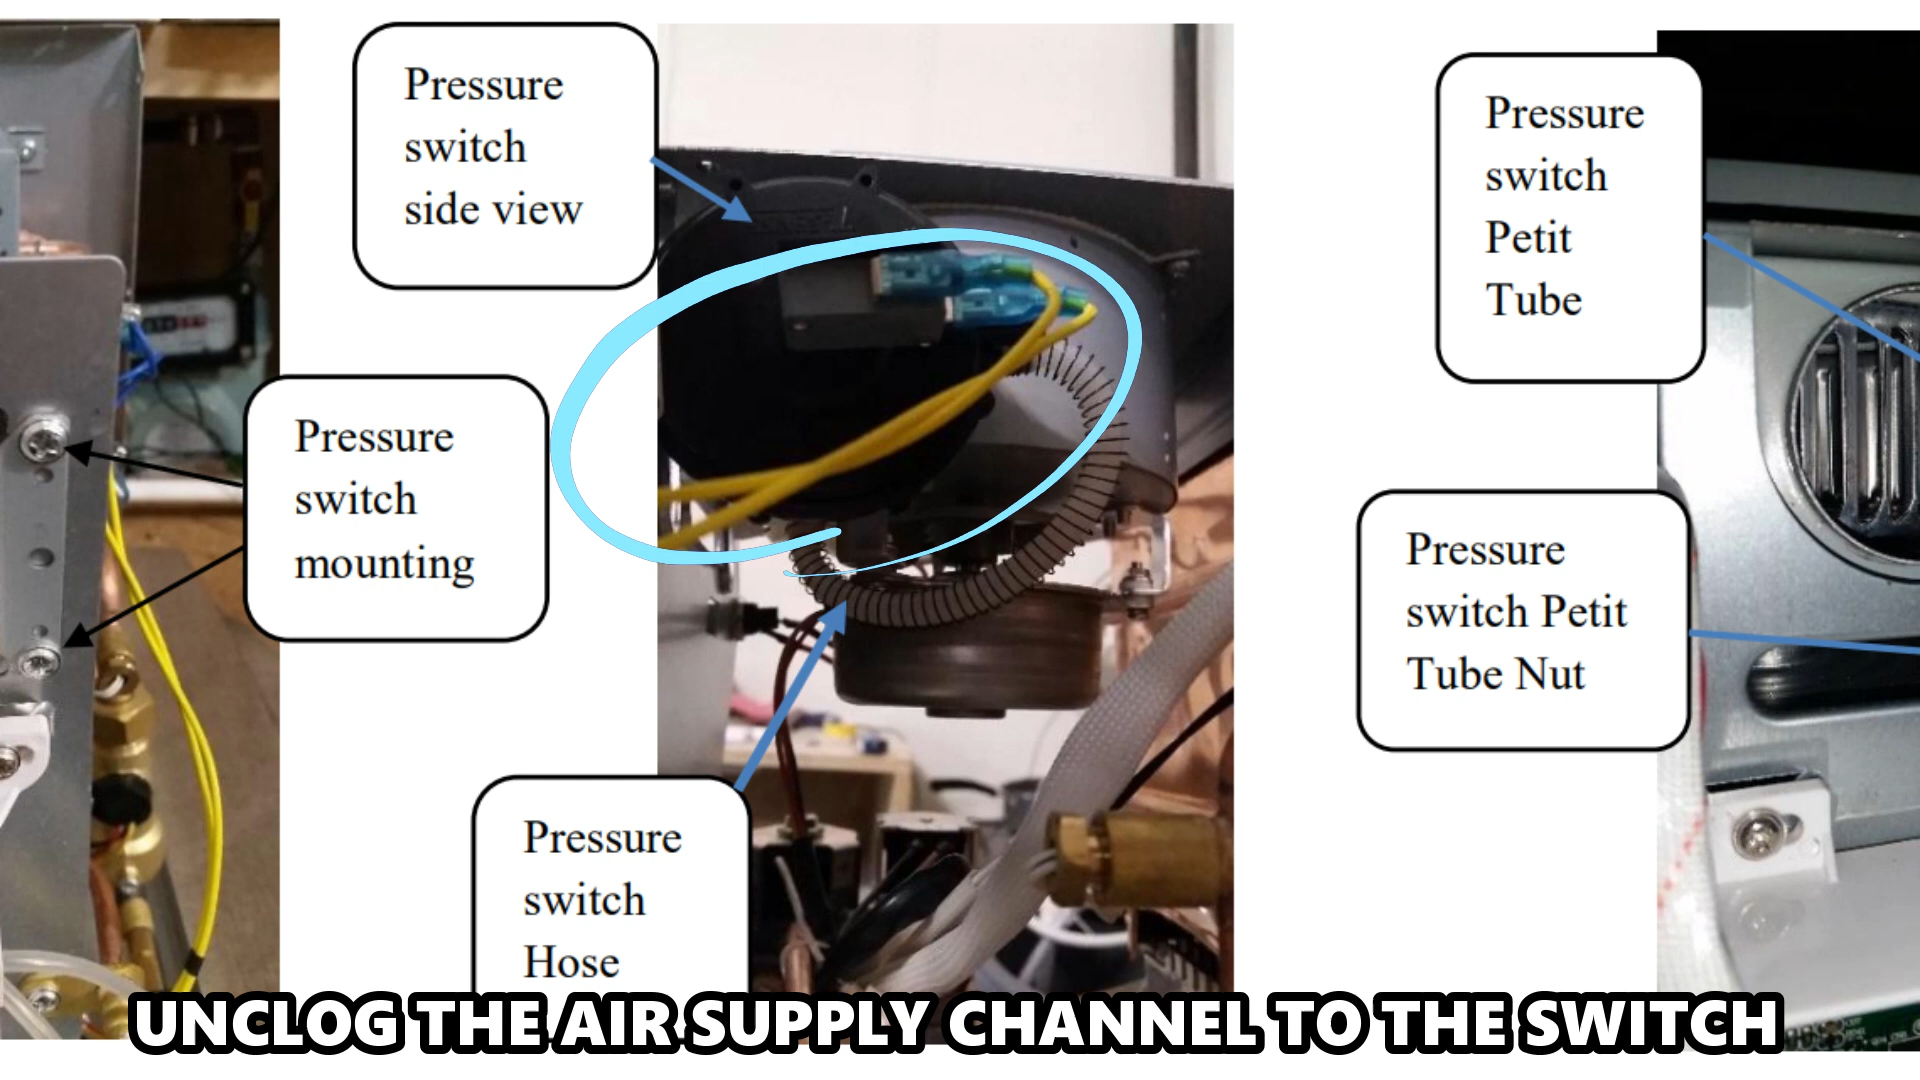 Pressure
switch
side view
Pressure
switch
mounting
Pressure
switch
Hose
Pressure
switch
Petit
Tube
Pressure
switch Petit
Tube Nut
UNCLOG THE AIR SUPPLY CHANNEL TO THE SWITCH